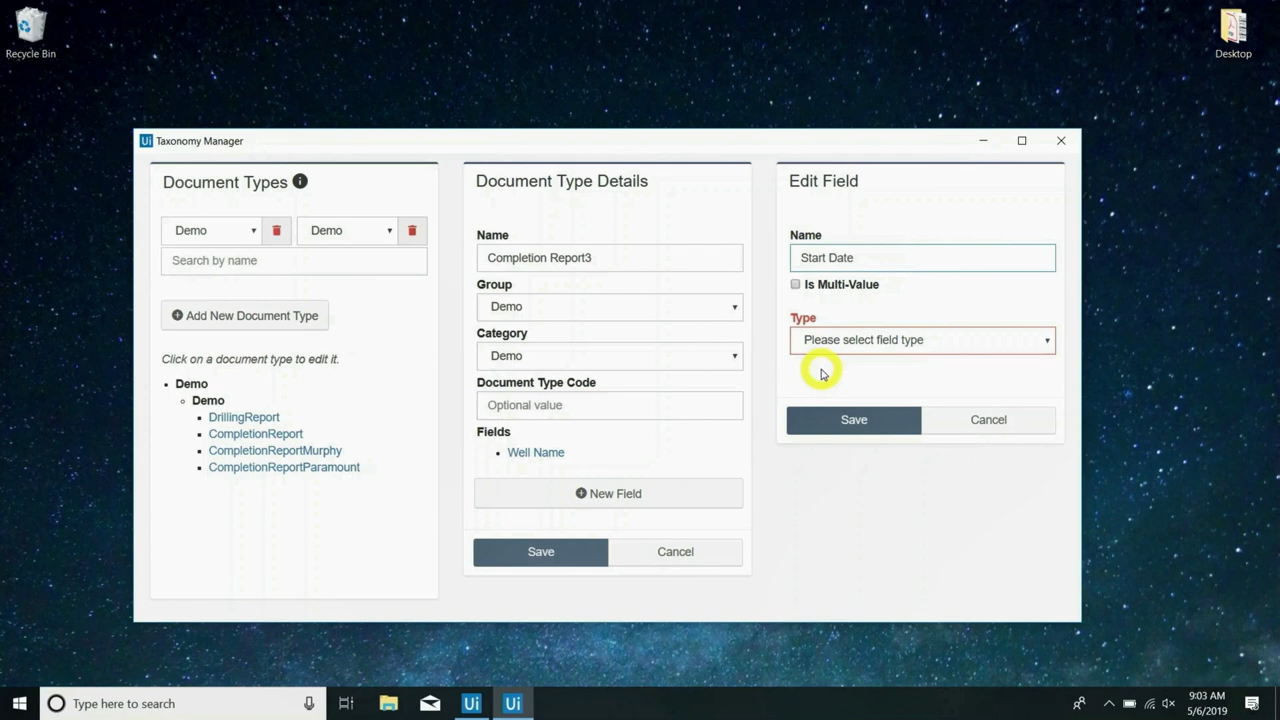 Recycle Bin
Desktop
Ui Taxonomy Manager
Document Types
Demo Demo
Search by name
Add New Document Type
Click on a document type to edit it.
Demo
Demo
DrillingReport
CompletionReport
CompletionReportMurphy
CompletionReportParamount
Document Type Details
Name
Completion Report3
Group
Demo
Category
Demo
Document Type Code
Optional value
Fields
Well Name
New Field
Save Cancel
Edit Field
Name
Start Date
Is Multi-Value
Type
Please select field type
Save Cancel
Type here to search
Ui
Ui
9:03 AM
5/6/2019